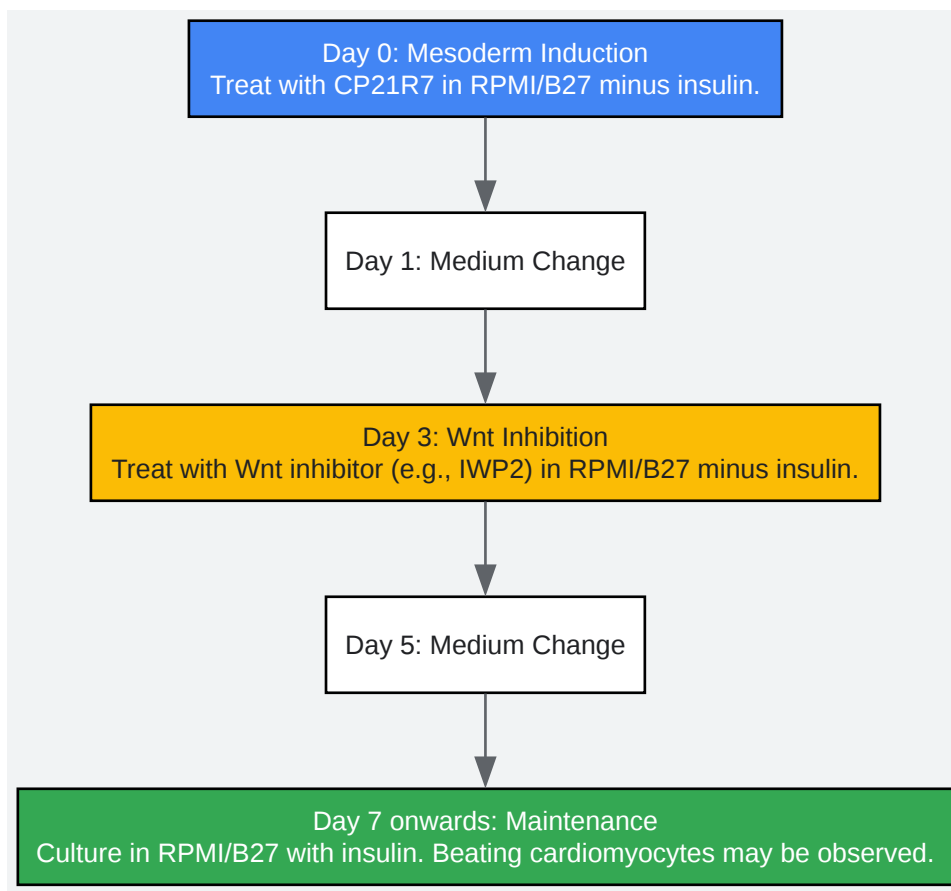 Day 0: Mesoderm Induction
Treat with CP21R7 in RPMI/B27 minus insulin.
Day 1: Medium Change
Day 3: Wnt Inhibition
Treat with Wnt inhibitor (e.g., IWP2) in RPMI/B27 minus insulin.
Day 5: Medium Change
Day 7 onwards: Maintenance
Culture in RPMI/B27 with insulin. Beating cardiomyocytes may be observed.